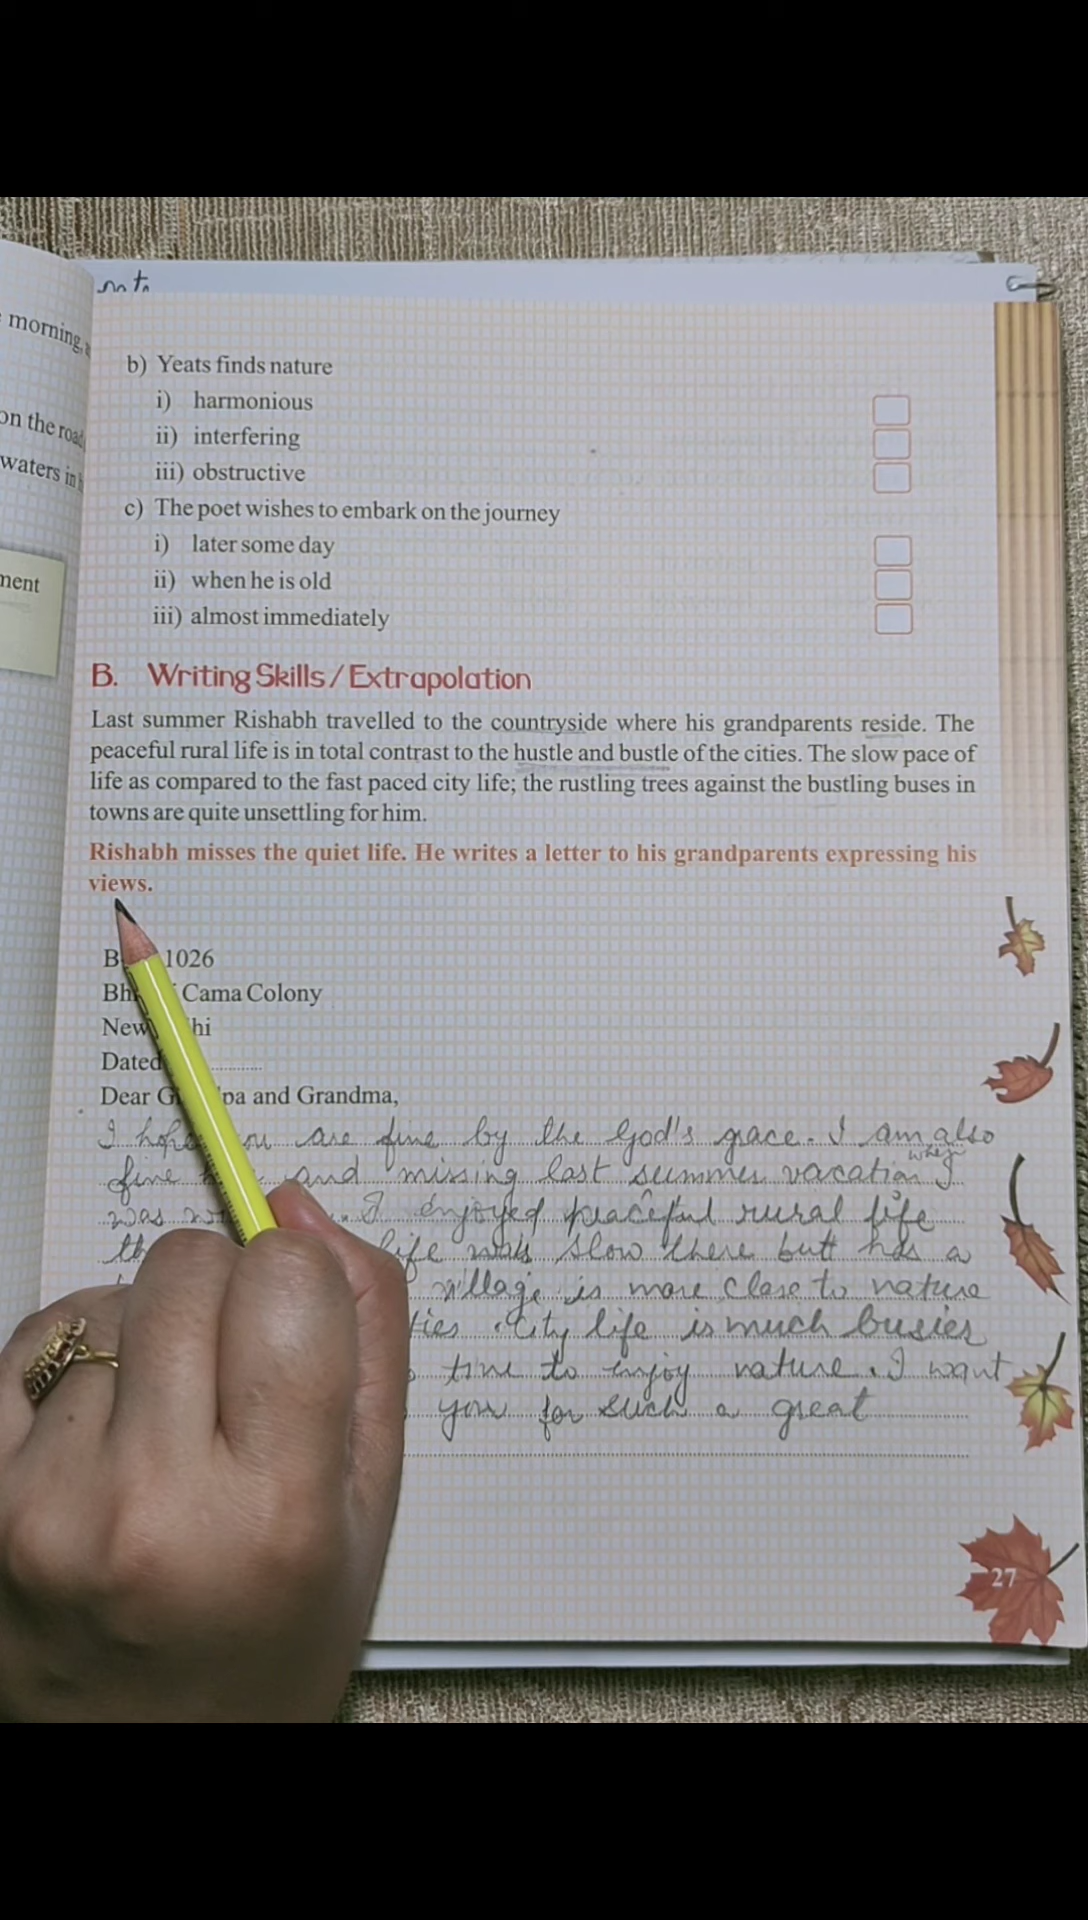 morning,
on the road
waters in
ment
b) Yeats finds nature
i) harmonious
ii) interfering
iii) obstructive
c) The poet wishes to embark on the journey
i) later some day
ii) when he is old
iii) almost immediately
B. Writing Skills / Extrapolation
Last summer Rishabh travelled to the countryside where his grandparents reside. The
peaceful rural life is in total contrast to the hustle and bustle of the cities. The slow pace of
life as compared to the fast paced city life; the rustling trees against the bustling buses in
towns are quite unsettling for him.
Rishabh misses the quiet life. He writes a letter to his grandparents expressing his
views.
1026
Cama Colony
New
Dated
Dear and Grandma,
I are fine by the God's grace. I am also
fine and missing last summer vacation when I
was I enjoyed peaceful rural life
life was slow there but has a
village is more close to nature
City life is much busier
time to enjoy nature. I want
you for such a great
27